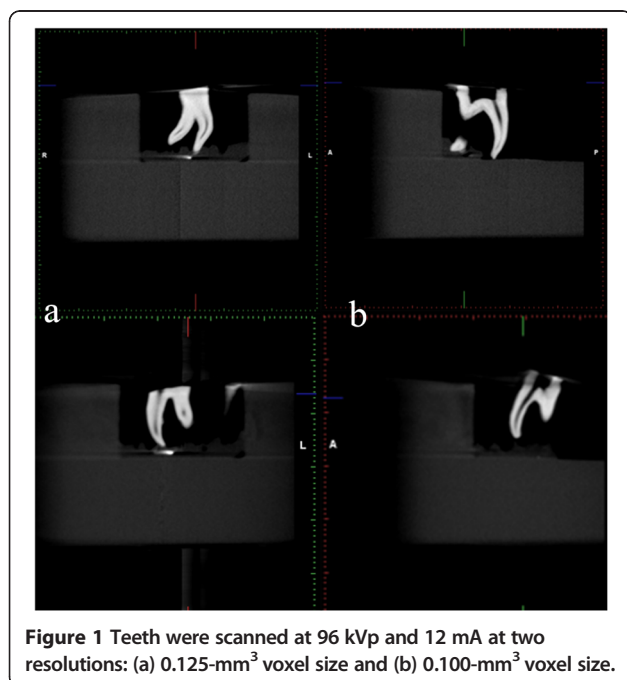 R
L
A
P
a
b
L
A
Figure 1 Teeth were scanned at 96 kVp and 12 mA at two
resolutions: (a) 0.125-mm³ voxel size and (b) 0.100-mm³ voxel size.